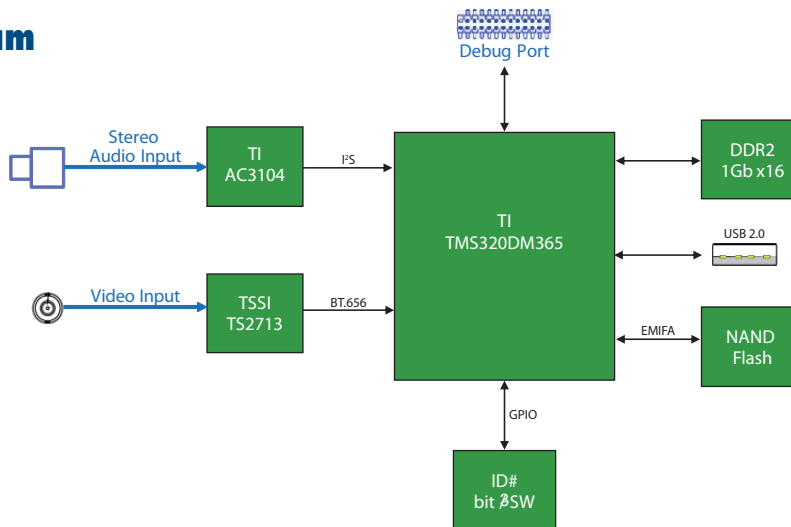 um
Debug Port
Stereo
Audio Input
TI
AC3104
I²S
TI
TMS320DM365
DDR2
1Gb x16
USB 2.0
Video Input
TSSI
TS2713
BT.656
EMIFA
NAND
Flash
GPIO
ID#
bit SW